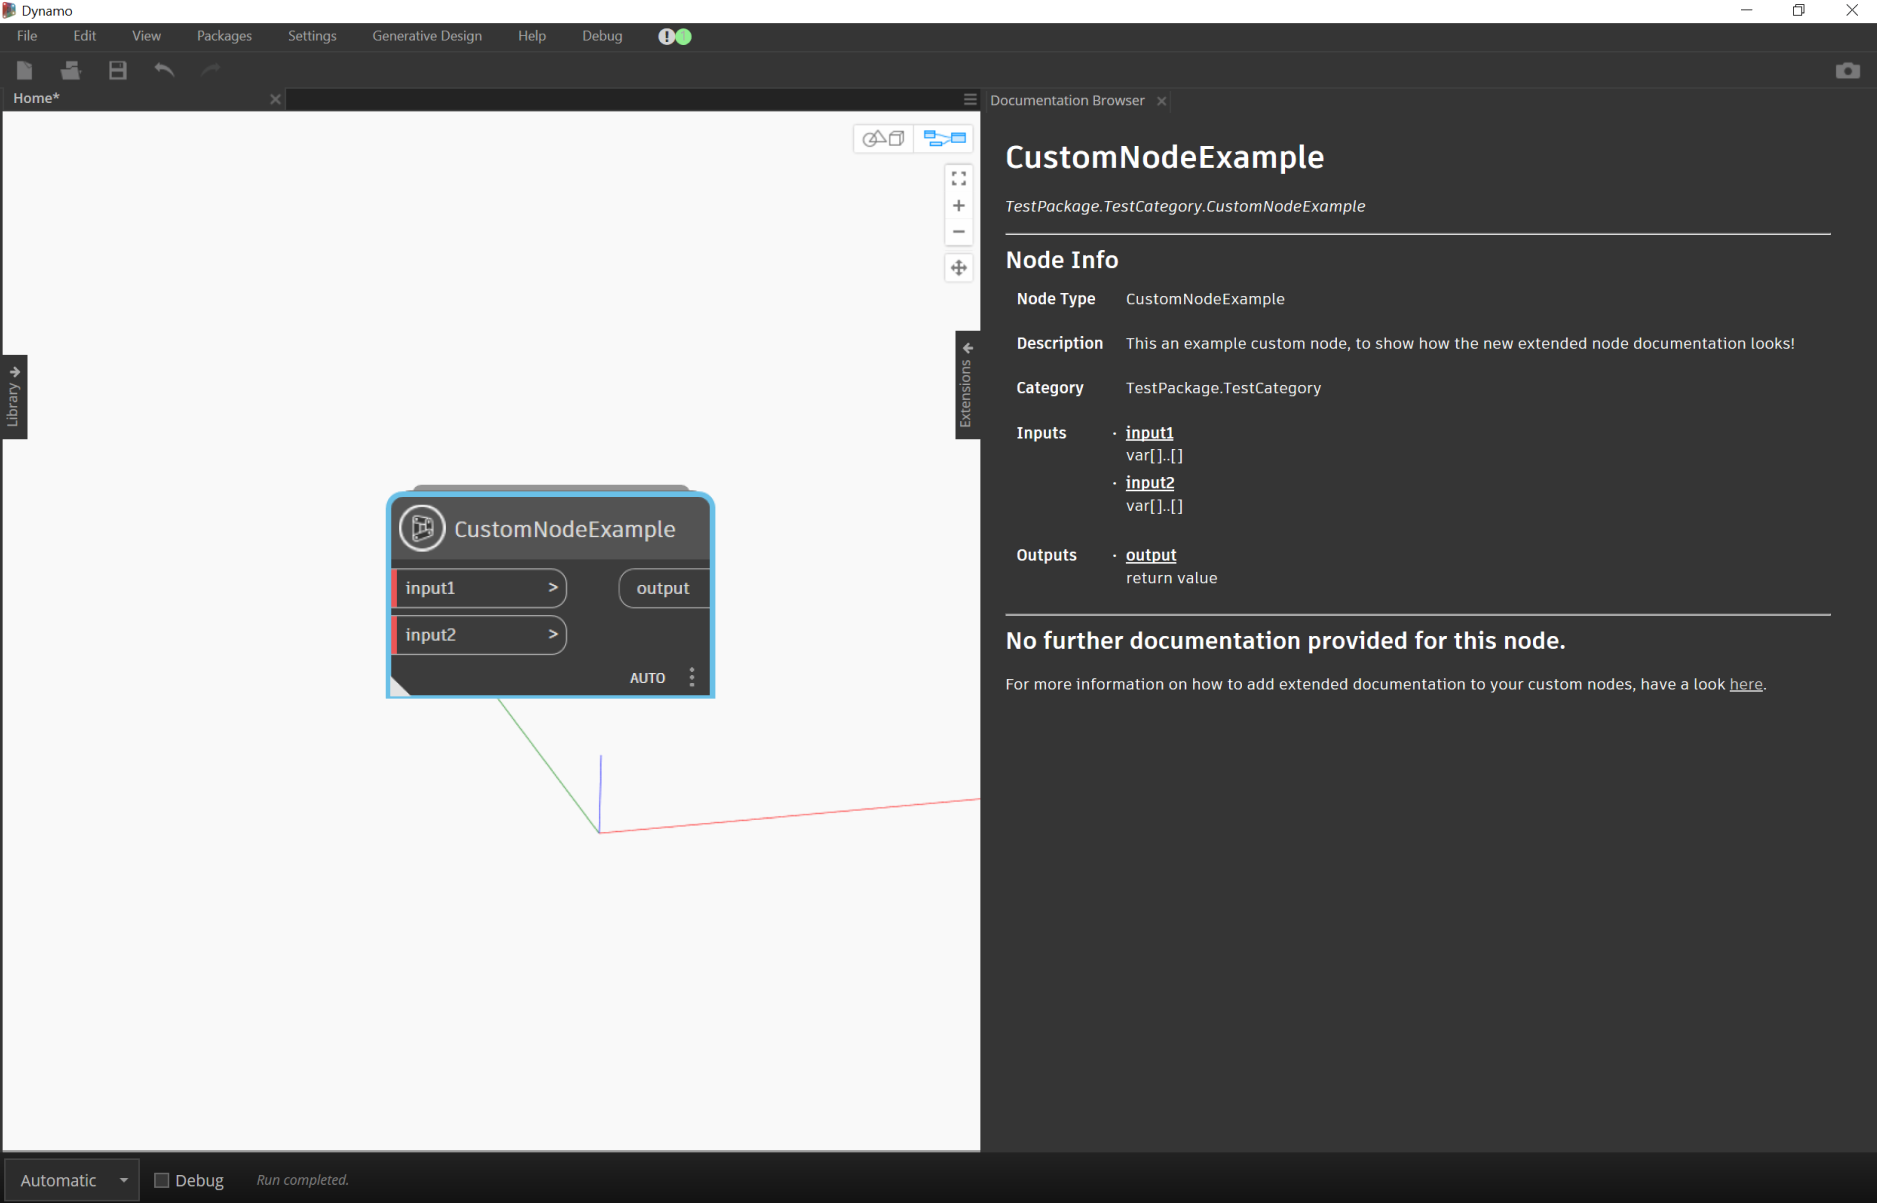 Dynamo
File Edit View Packages Settings Generative Design Help Debug
Home*
Documentation Browser
CustomNodeExample
TestPackage.TestCategory.CustomNodeExample
Node Info
Node Type CustomNodeExample
Description This an example custom node, to show how the new extended node documentation looks!
Category TestPackage.TestCategory
Inputs · input1
var[]..[]
· input2
var[]..[]
Outputs · output
return value
No further documentation provided for this node.
For more information on how to add extended documentation to your custom nodes, have a look here.
Library
Extensions
CustomNodeExample
input1 > output
input2 >
AUTO
Automatic Debug Run completed.